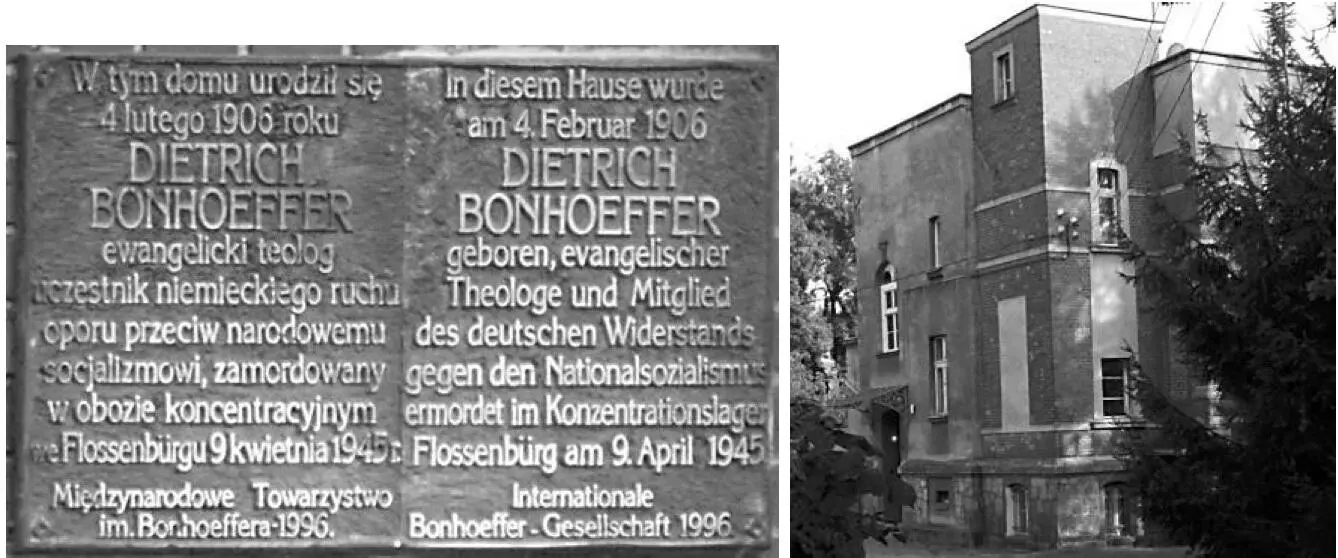 W tym domu urodził się
4 lutego 1906 roku
DIETRICH
BONHOEFFER
ewangelicki teolog
uczestnik niemieckiego ruchu
oporu przeciw narodowemu
socjalizmowi, zamordowany
w obozie koncentracyjnym
we Flossenbürgu 9 kwietnia 1945 r.
Międzynarodowe Towarzystwo
im. Bonhoeffera-1996.
In diesem Hause wurde
am 4. Februar 1906
DIETRICH
BONHOEFFER
geboren, evangelischer
Theologe und Mitglied
des deutschen Widerstands
gegen den Nationalsozialismus
ermordet im Konzentrationslager
Flossenbürg am 9. April 1945
Internationale
Bonhoeffer-Gesellschaft 1996